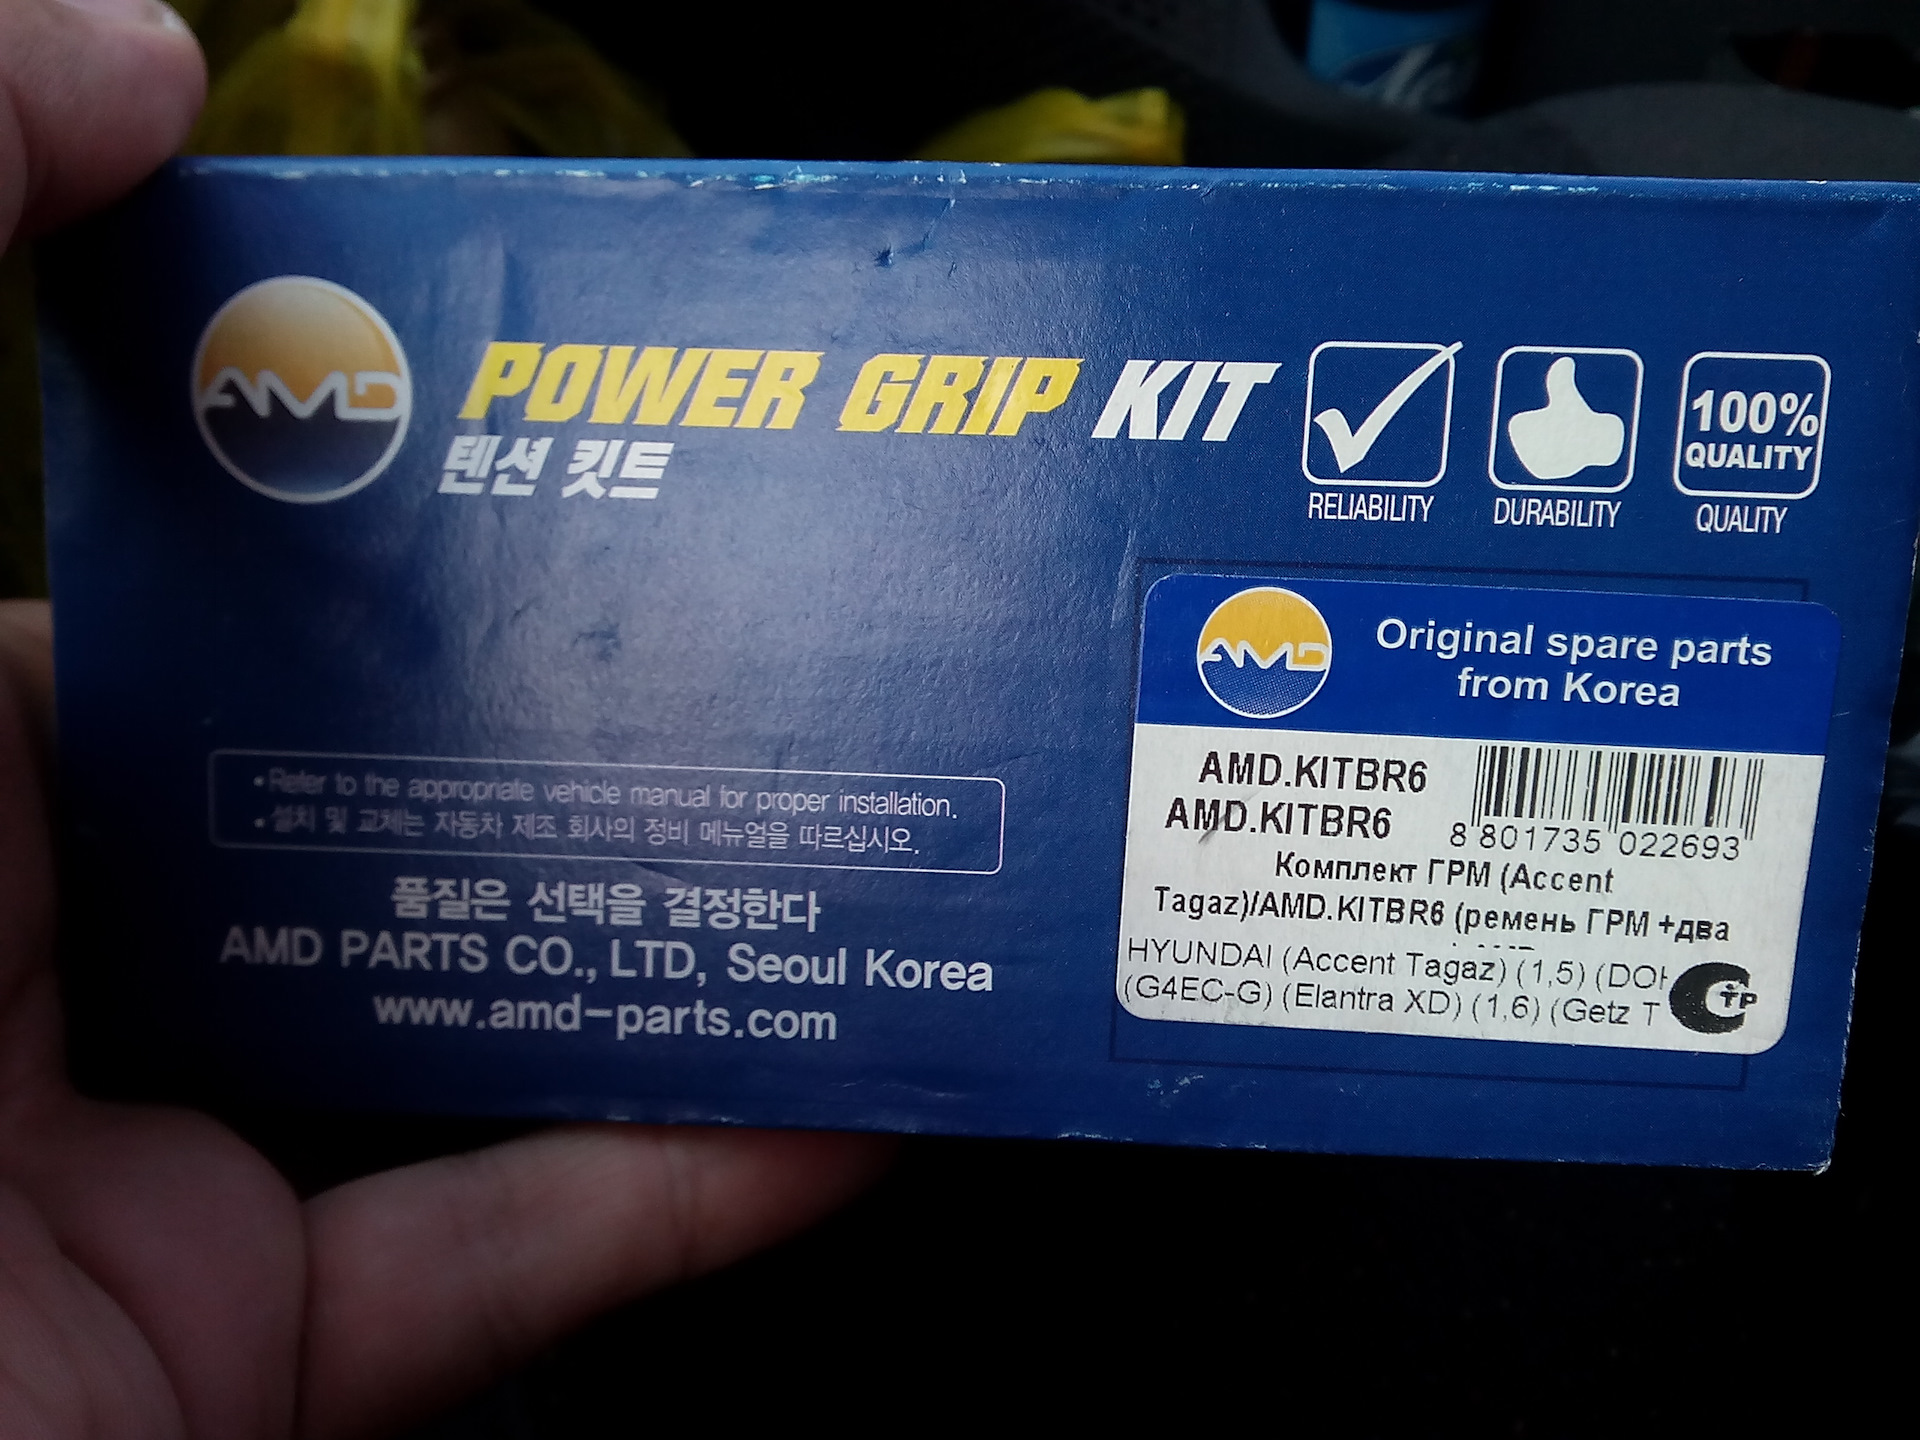 AMD
POWER GRIP KIT
텐션 킷트
100%
QUALITY
RELIABILITY
DURABILITY
QUALITY
AMD
Original spare parts
from Korea
AMD.KITBR6
AMD.KITBR6
8 801735 022693
Комплект ГРМ (Accent
Tagaz)/AMD.KITBR6 (ремень ГРМ +два
HYUNDAI (Accent Tagaz) (1,5)
(G4EC-G) (Elantra XD) (1,6) (Getz T
СТР
• Refer to the appropriate vehicle manual for proper installation.
• 설치 및 교체는 자동차 제조 회사의 정비 메뉴얼을 따르십시오.
품질은 선택을 결정한다
AMD PARTS CO., LTD, Seoul Korea
www.amd-parts.com